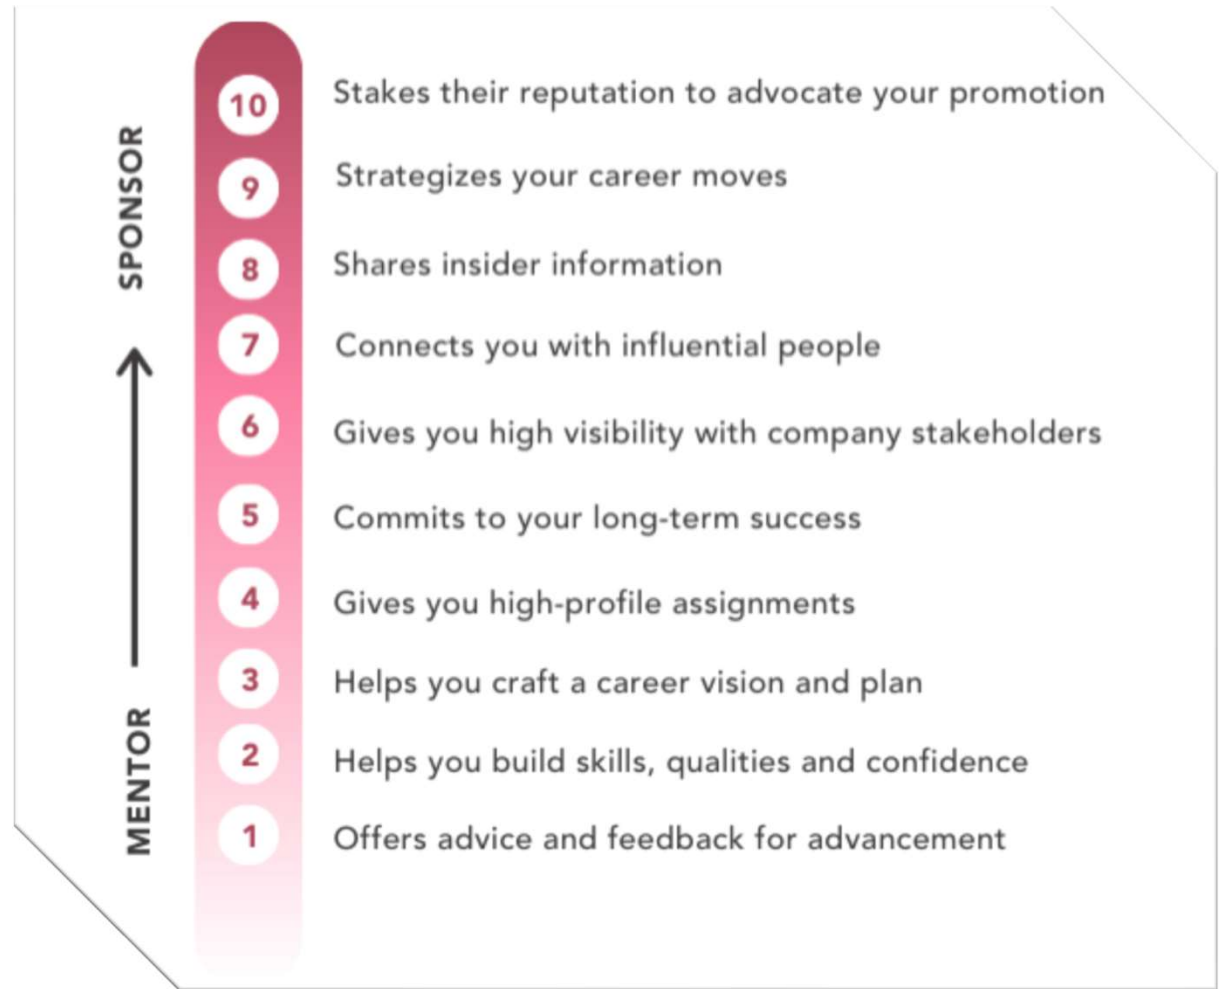 SPONSOR
MENTOR
10 Stakes their reputation to advocate your promotion
9 Strategizes your career moves
8 Shares insider information
7 Connects you with influential people
6 Gives you high visibility with company stakeholders
5 Commits to your long-term success
4 Gives you high-profile assignments
3 Helps you craft a career vision and plan
2 Helps you build skills, qualities and confidence
1 Offers advice and feedback for advancement